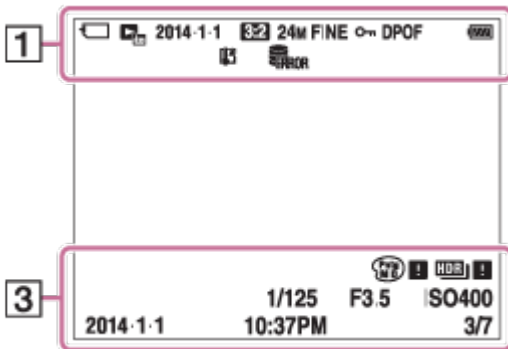 1
2014-1-1 3:2 24M FINE DPOF
ERROR
3
HDR ! !
1/125 F3.5 ISO400
2014-1-1 10:37PM 3/7